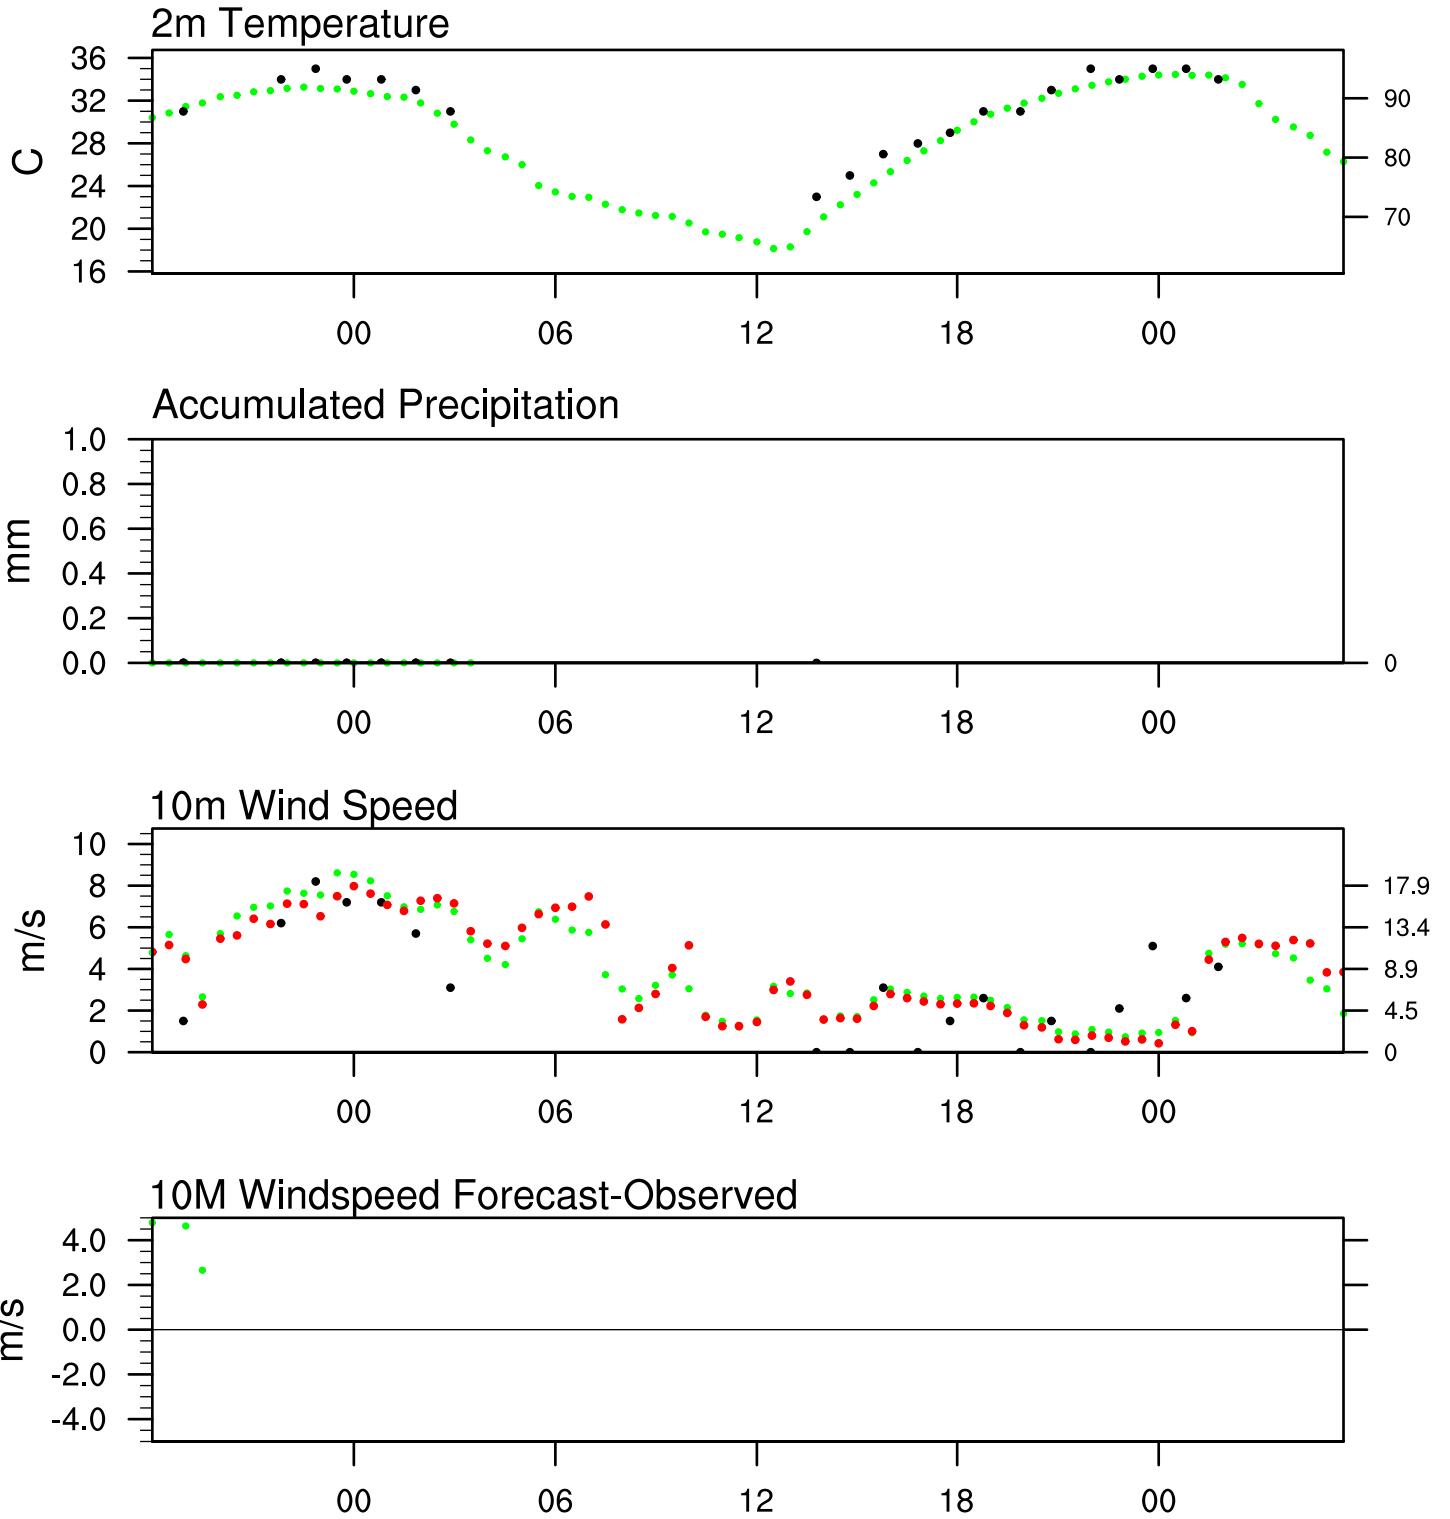 2m Temperature
36
32
28
24
20
16
C
90
80
70
00 06 12 18 00
Accumulated Precipitation
1.0
0.8
0.6
0.4
0.2
0.0
mm
0
00 06 12 18 00
10m Wind Speed
10
8
6
4
2
0
m/s
17.9
13.4
8.9
4.5
0
00 06 12 18 00
10M Windspeed Forecast-Observed
4.0
2.0
0.0
-2.0
-4.0
m/s
00 06 12 18 00